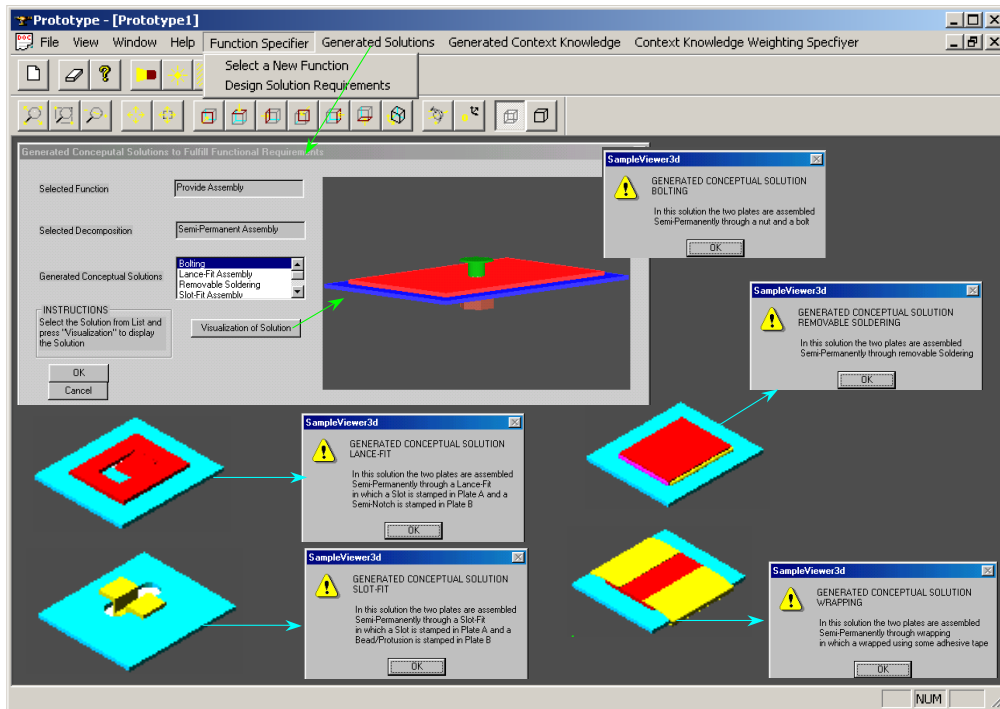 Prototype - [Prototype1]
DOC
File View Window Help Function Specifier Generated Solutions Generated Context Knowledge Context Knowledge Weighting Specfiyer
Select a New Function
Design Solution Requirements
Generated Conceputal Solutions to Fulfill Functional Requirements
Selected Function
Provide Assembly
Selected Decomposition
Semi-Permanent Assembly
Generated Conceptual Solutions
Bolting
Lance-Fit Assembly
Removable Soldering
Slot-Fit Assembly
INSTRUCTIONS
Select the Solution from List and
press "Visualization" to display
the Solution
Visualization of Solution
OK
Cancel
SampleViewer3d
GENERATED CONCEPTUAL SOLUTION
BOLTING
In this solution the two plates are assembled
Semi-Permanently through a nut and a bolt
OK
SampleViewer3d
GENERATED CONCEPTUAL SOLUTION
REMOVABLE SOLDERING
In this solution the two plates are assembled
Semi-Permanently through removable Soldering
OK
SampleViewer3d
GENERATED CONCEPTUAL SOLUTION
LANCE-FIT
In this solution the two plates are assembled
Semi-Permanently through a Lance-Fit
in which a Slot is stamped in Plate A and a
Semi-Notch is stamped in Plate B
OK
SampleViewer3d
GENERATED CONCEPTUAL SOLUTION
SLOT-FIT
In this solution the two plates are assembled
Semi-Permanently through a Slot-Fit
in which a Slot is stamped in Plate A and a
Bead/Protusion is stamped in Plate B
OK
SampleViewer3d
GENERATED CONCEPTUAL SOLUTION
WRAPPING
In this solution the two plates are assembled
Semi-Permanently through wrapping
in which a wrapped using some adhesive tape
OK
NUM